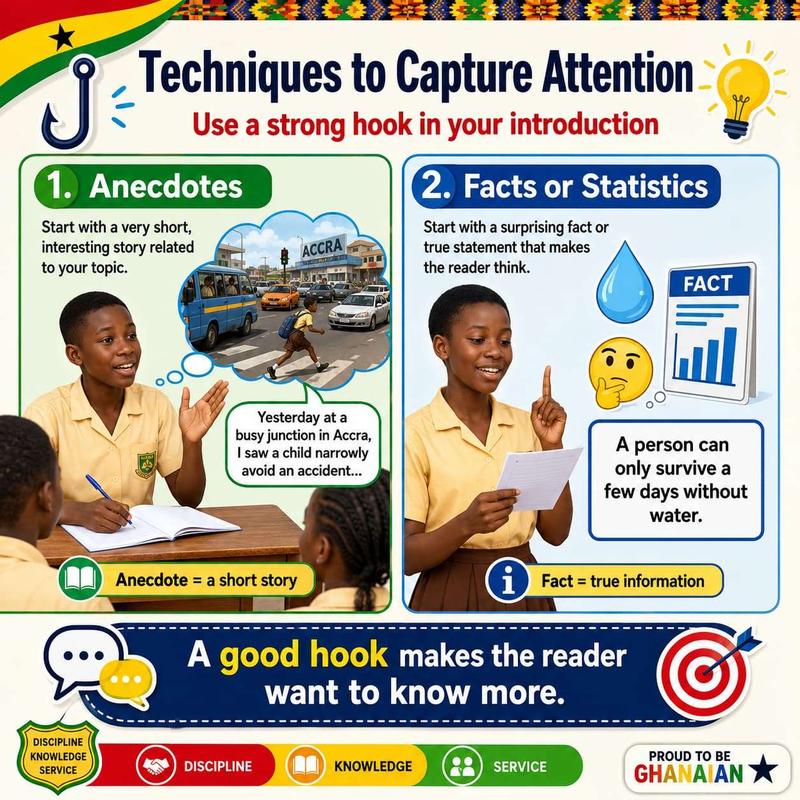 Techniques to Capture Attention
Use a strong hook in your introduction
1. Anecdotes
Start with a very short,
interesting story related
to your topic.
ACCRA
Yesterday at a
busy junction in Accra,
I saw a child narrowly
avoid an accident...
Anecdote = a short story
2. Facts or Statistics
Start with a surprising fact or
true statement that makes
the reader think.
FACT
A person can
only survive a
few days without
water.
i
Fact = true information
A good hook makes the reader
want to know more.
DISCIPLINE
KNOWLEDGE
SERVICE
DISCIPLINE
KNOWLEDGE
SERVICE
PROUD TO BE
GHANAIAN